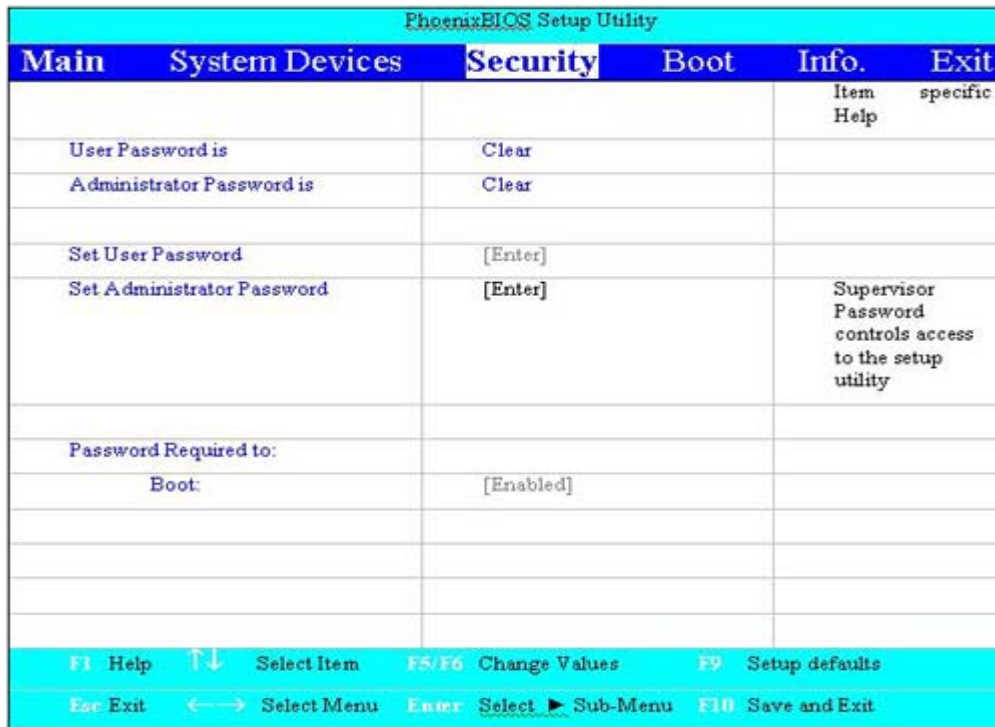 PhoenixBIOS Setup Utility
Main System Devices Security Boot Info. Exit
Item specific
Help
User Password is Clear
Administrator Password is Clear
Set User Password [Enter]
Set Administrator Password [Enter] Supervisor
Password
controls access
to the setup
utility
Password Required to:
Boot: [Enabled]
F1 Help ↑↓ Select Item F5/F6 Change Values F9 Setup defaults
Esc Exit ←→ Select Menu Enter Select ► Sub-Menu F10 Save and Exit